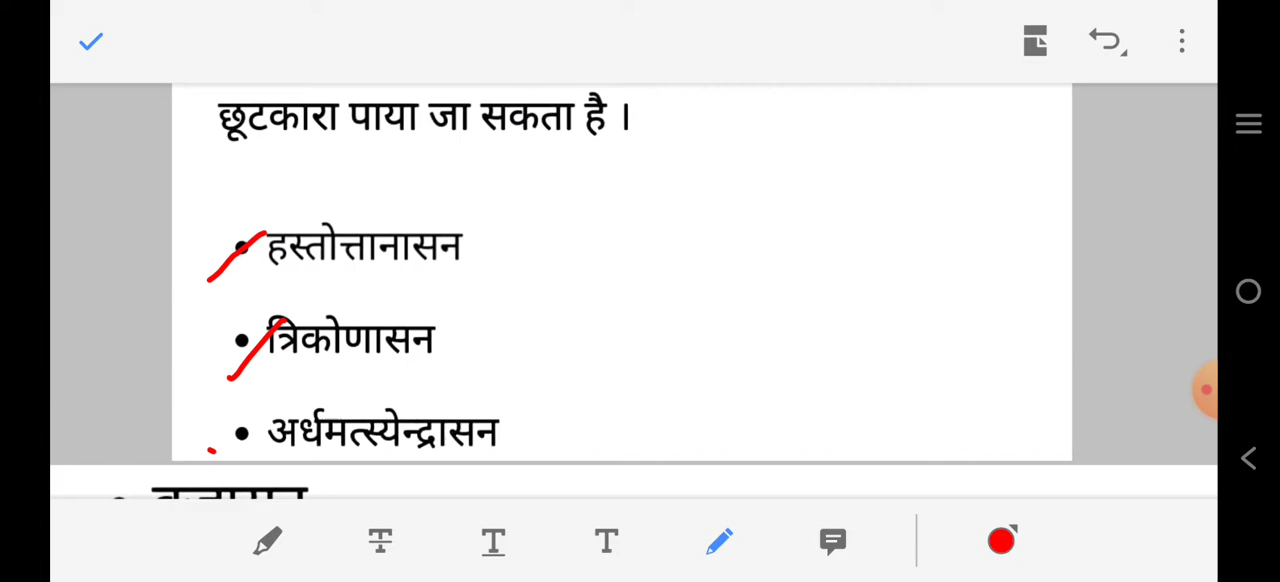 छूटकारा पाया जा सकता है ।
• हस्तोत्तानासन
• त्रिकोणासन
• अर्धमत्स्येन्द्रासन